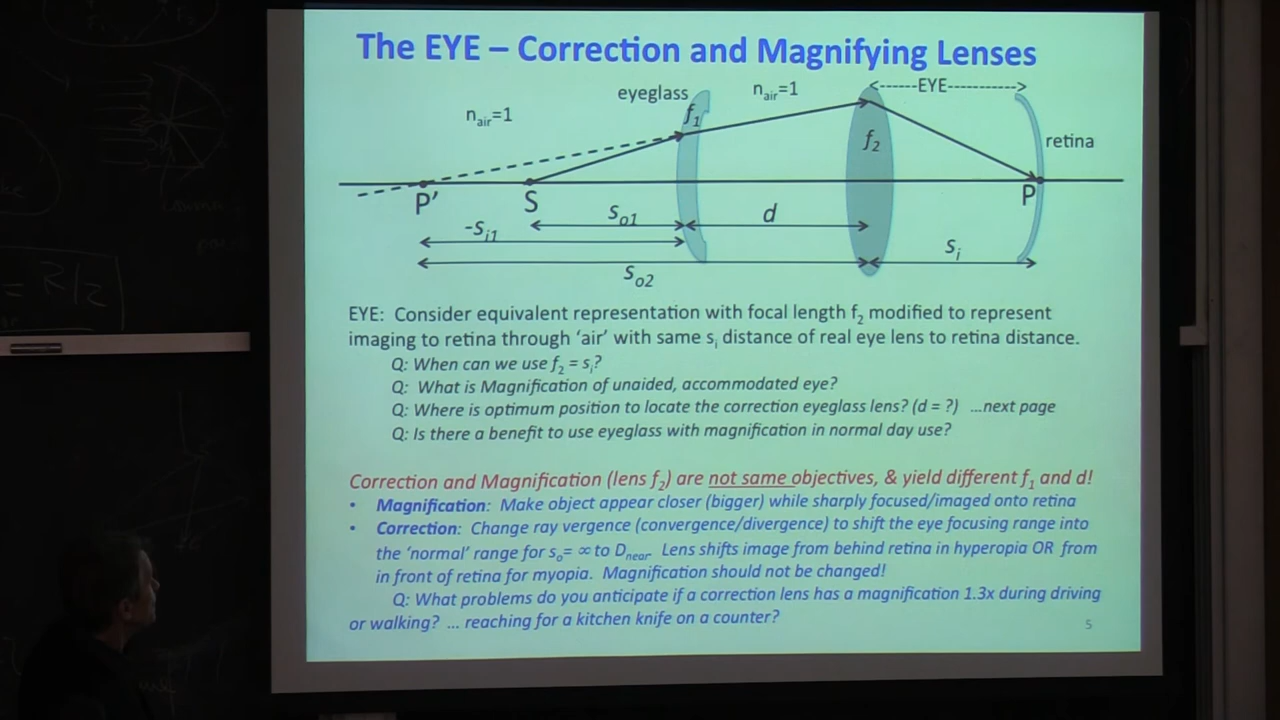 The EYE – Correction and Magnifying Lenses
<------EYE----------->
eyeglass
n_air=1
n_air=1
f₁
f₂
retina
P′
S
P
s_o1
d
-s_i1
s_i
s_o2
EYE: Consider equivalent representation with focal length f₂ modified to represent
imaging to retina through ‘air’ with same s_i distance of real eye lens to retina distance.
Q: When can we use f₂ = s_i?
Q: What is Magnification of unaided, accommodated eye?
Q: Where is optimum position to locate the correction eyeglass lens? (d = ?) …next page
Q: Is there a benefit to use eyeglass with magnification in normal day use?
Correction and Magnification (lens f₂) are not same objectives, & yield different f₁ and d!
• Magnification: Make object appear closer (bigger) while sharply focused/imaged onto retina
• Correction: Change ray vergence (convergence/divergence) to shift the eye focusing range into
the ‘normal’ range for s_o= ∞ to D_near. Lens shifts image from behind retina in hyperopia OR from
in front of retina for myopia. Magnification should not be changed!
Q: What problems do you anticipate if a correction lens has a magnification 1.3x during driving
or walking? … reaching for a kitchen knife on a counter?
5
= R/2